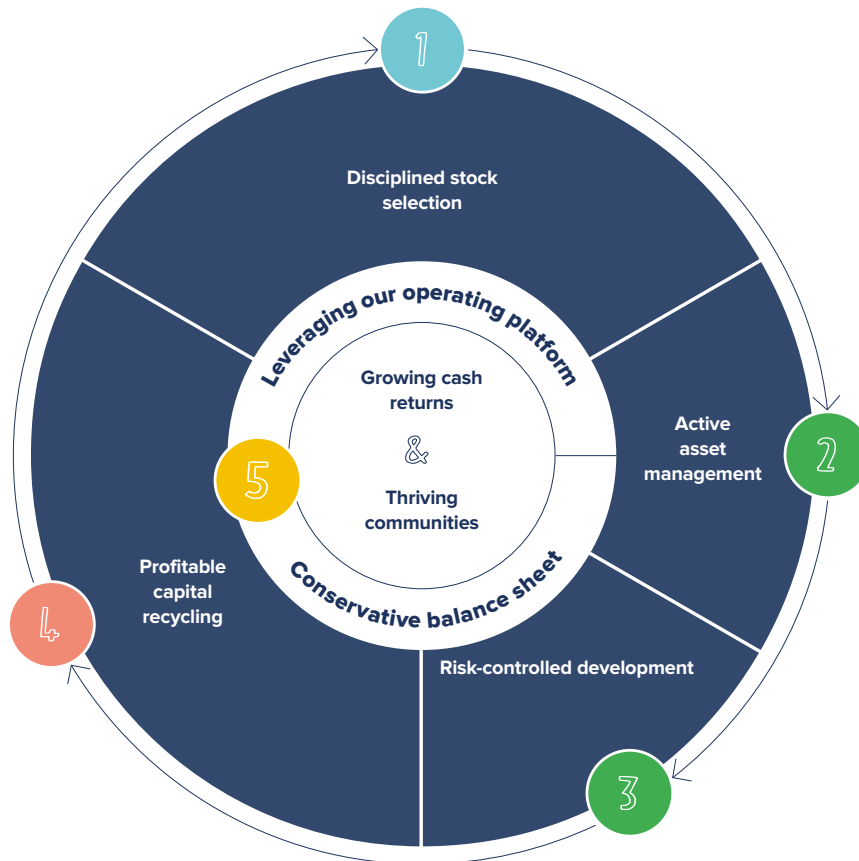 1
Disciplined stock
selection
Leveraging our operating platform
Growing cash
returns
&
Thriving
communities
Active
asset
management
2
5
Conservative balance sheet
Profitable
capital
recycling
4
Risk-controlled development
3